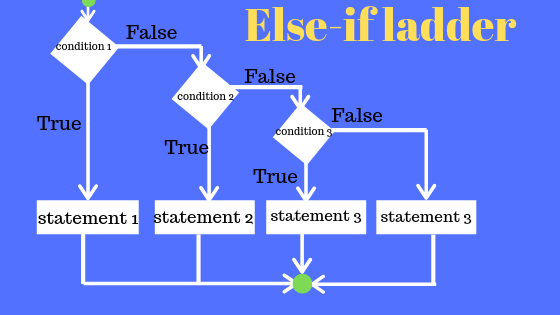 Else-if ladder
condition 1
False
True
condition 2
False
True
condition 3
False
True
statement 1
statement 2
statement 3
statement 3